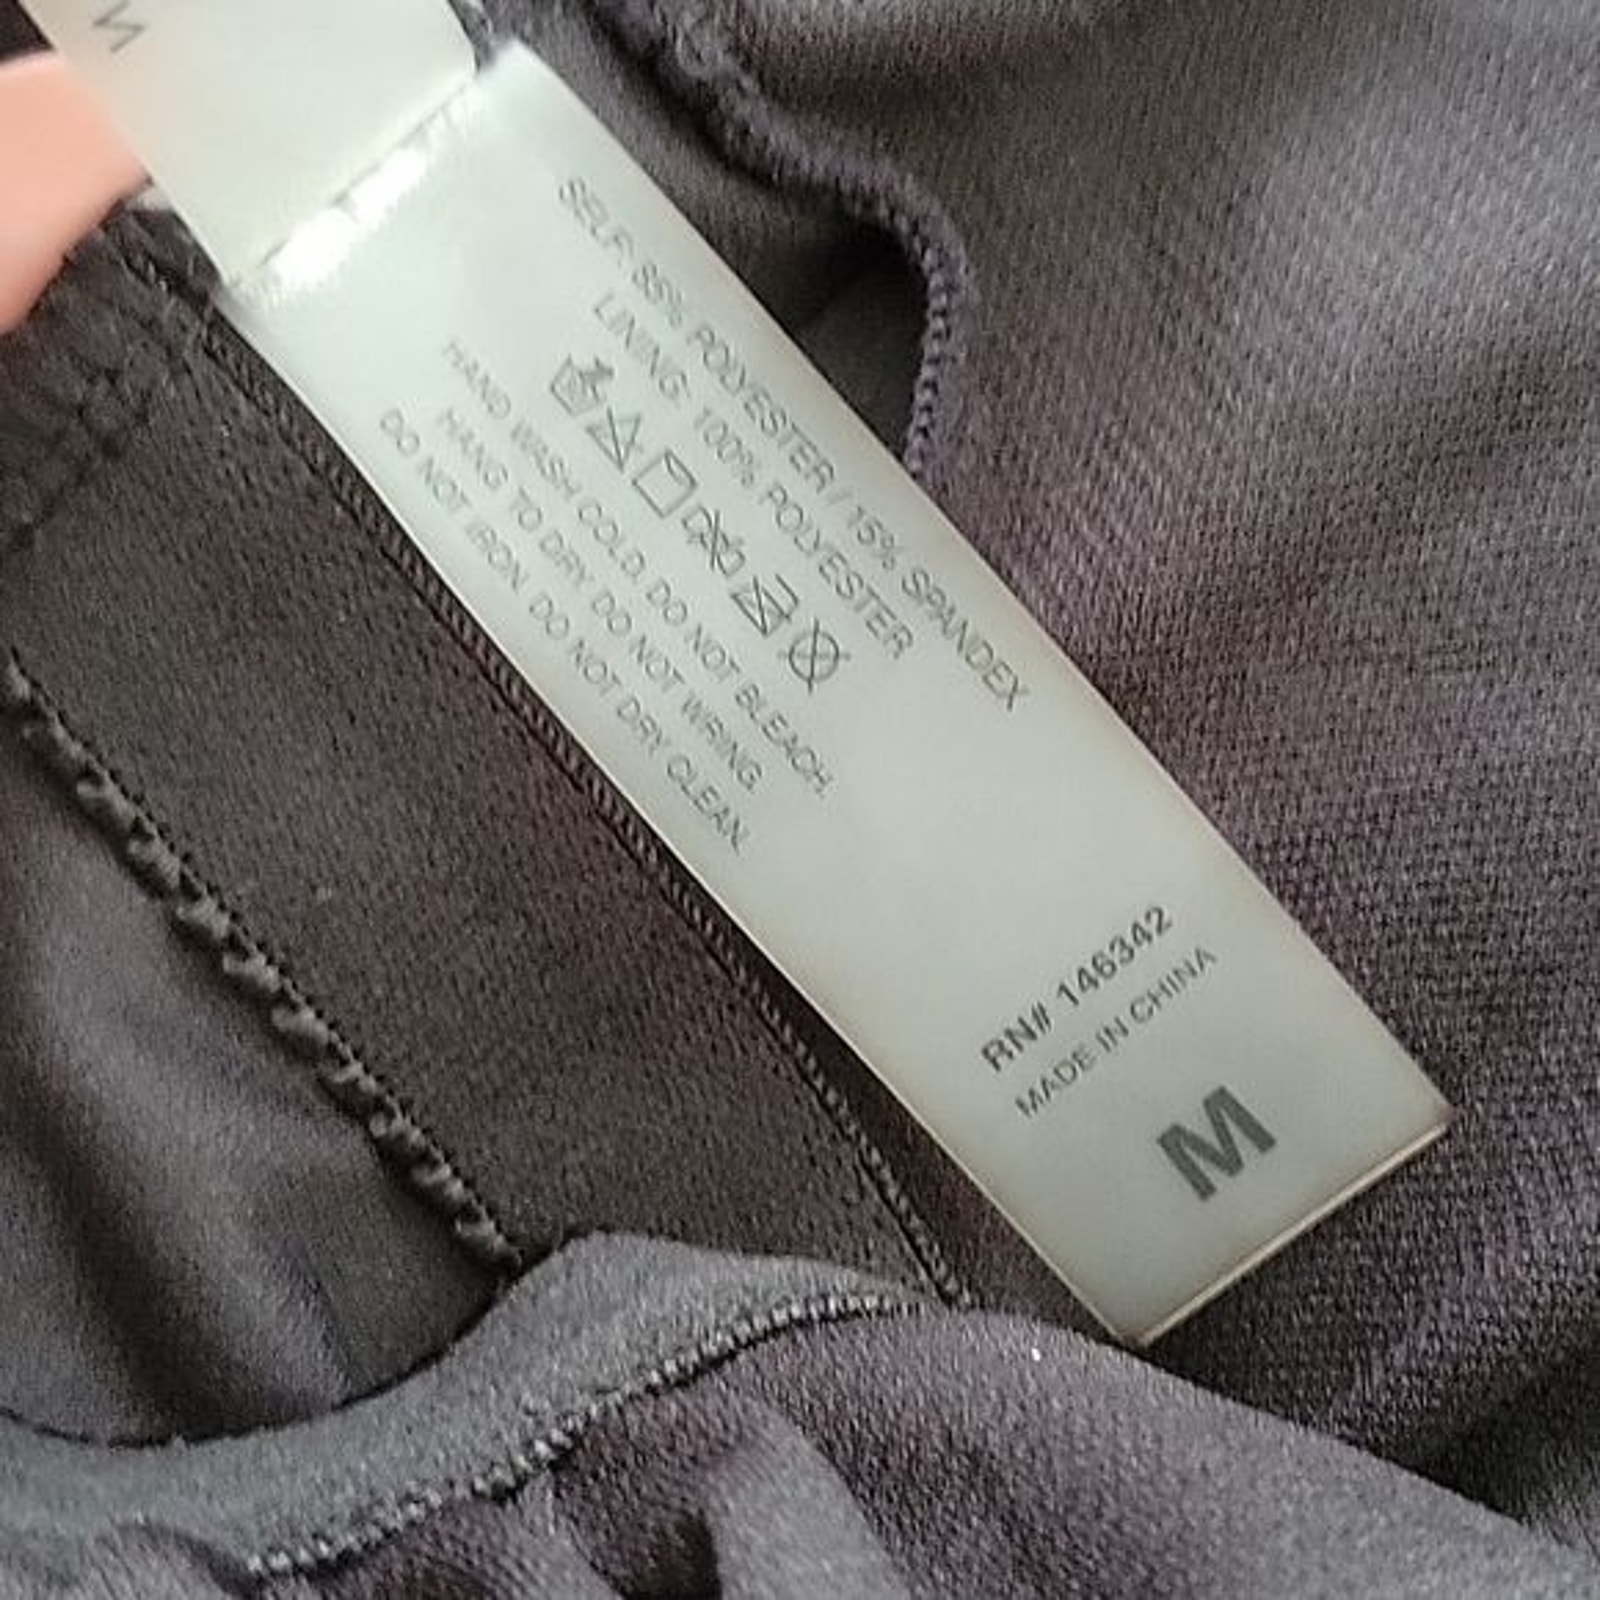 SELF: 85% POLYESTER / 15% SPANDEX
LINING: 100% POLYESTER
HAND WASH COLD. DO NOT BLEACH.
HANG TO DRY. DO NOT WRING.
DO NOT IRON. DO NOT DRY CLEAN.
RN# 146342
MADE IN CHINA
M